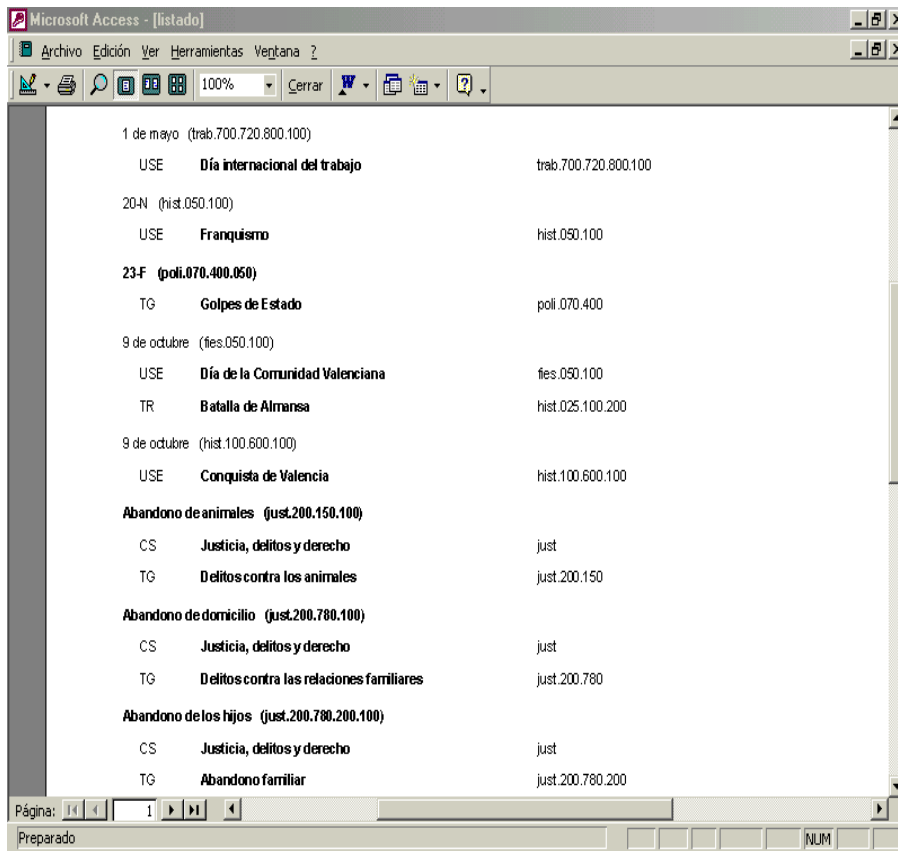 Microsoft Access - [listado]
Archivo Edición Ver Herramientas Ventana ?
100% Cerrar
1 de mayo (trab.700.720.800.100)
USE Día internacional del trabajo trab.700.720.800.100
20-N (hist.050.100)
USE Franquismo hist.050.100
23-F (poli.070.400.050)
TG Golpes de Estado poli.070.400
9 de octubre (fies.050.100)
USE Día de la Comunidad Valenciana fies.050.100
TR Batalla de Almansa hist.025.100.200
9 de octubre (hist.100.600.100)
USE Conquista de Valencia hist.100.600.100
Abandono de animales (just.200.150.100)
CS Justicia, delitos y derecho just
TG Delitos contra los animales just.200.150
Abandono de domicilio (just.200.780.100)
CS Justicia, delitos y derecho just
TG Delitos contra las relaciones familiares just.200.780
Abandono de los hijos (just.200.780.200.100)
CS Justicia, delitos y derecho just
TG Abandono familiar just.200.780.200
Página: 1
Preparado NUM